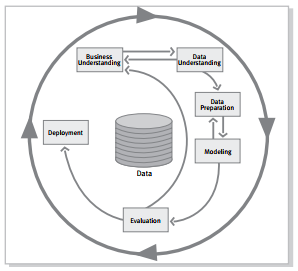 Business
Understanding
Data
Understanding
Data
Preparation
Modeling
Deployment
Data
Evaluation